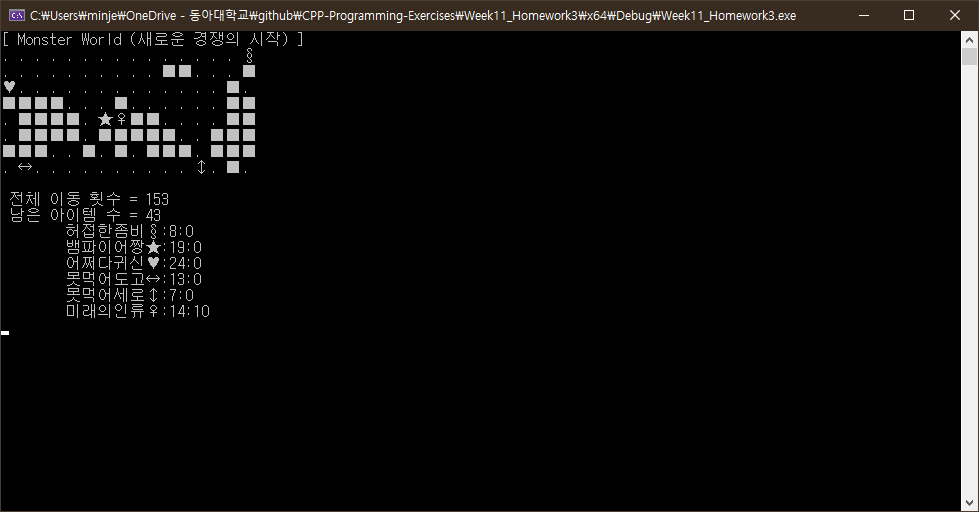 C:\Users\minje\OneDrive - 동아대학교\github\CPP-Programming-Exercises\Week11_Homework3\x64\Debug\Week11_Homework3.exe
[ Monster World (새로운 경쟁의 시작) ]
. . . . . . . . . . . . . . . §
. . . . . . . . . . ■■. . . ■
♥. . . . . . . . . . . . . ■.
■■■■. . . ■. . . . . . ■■
. ■■■■. ★♀■■. . . . ■■
. ■■■■. ■■■■■. . ■■■
■■■. . ■. ■. ■■■. ■■■
. ↔. . . . . . . . . . ↕. ■.
전체 이동 횟수 = 153
남은 아이템 수 = 43
허접한좀비§:8:0
뱀파이어짱★:19:0
어쩌다귀신♥:24:0
못먹어도고↔:13:0
못먹어세로↕:7:0
미래의인류♀:14:10